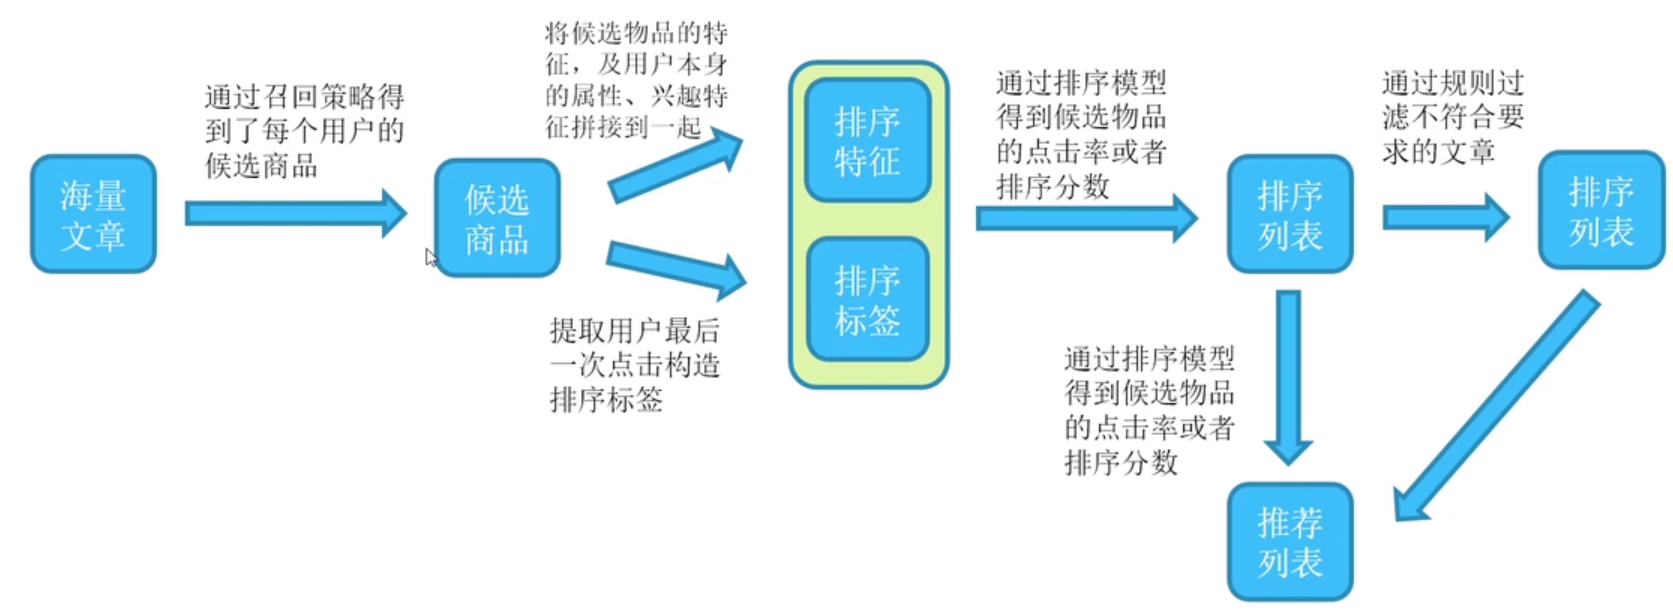 海量
文章
通过召回策略得
到了每个用户的
候选商品
候选
商品
将候选物品的特
征，及用户本身
的属性、兴趣特
征拼接到一起
提取用户最后
一次点击构造
排序标签
排序
特征
排序
标签
通过排序模型
得到候选物品
的点击率或者
排序分数
排序
列表
通过规则过
滤不符合要
求的文章
排序
列表
通过排序模型
得到候选物品
的点击率或者
排序分数
推荐
列表